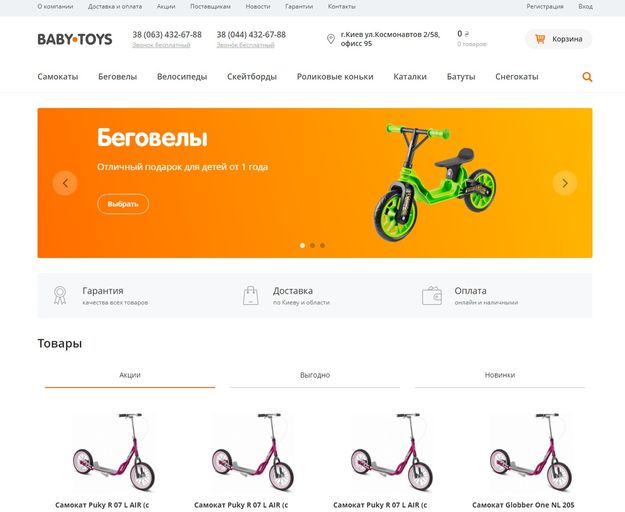 О компании Доставка и оплата Акции Поставщикам Новости Гарантии Контакты Регистрация Вход
BABY•TOYS
38 (063) 432-67-88
Звонок бесплатный
38 (044) 432-67-88
Звонок бесплатный
г.Киев ул.Космонавтов 2/58,
офисс 95
0 ₴
0 товаров
Корзина
Самокаты Беговелы Велосипеды Скейтборды Роликовые коньки Каталки Батуты Снегокаты
Беговелы
Отличный подарок для детей от 1 года
Выбрать
Гарантия
качества всех товаров
Доставка
по Киеву и области
Оплата
онлайн и наличными
Товары
Акции Выгодно Новинки
Самокат Puky R 07 L AIR (с
Самокат Puky R 07 L AIR (с
Самокат Puky R 07 L AIR (с
Самокат Globber One NL 205